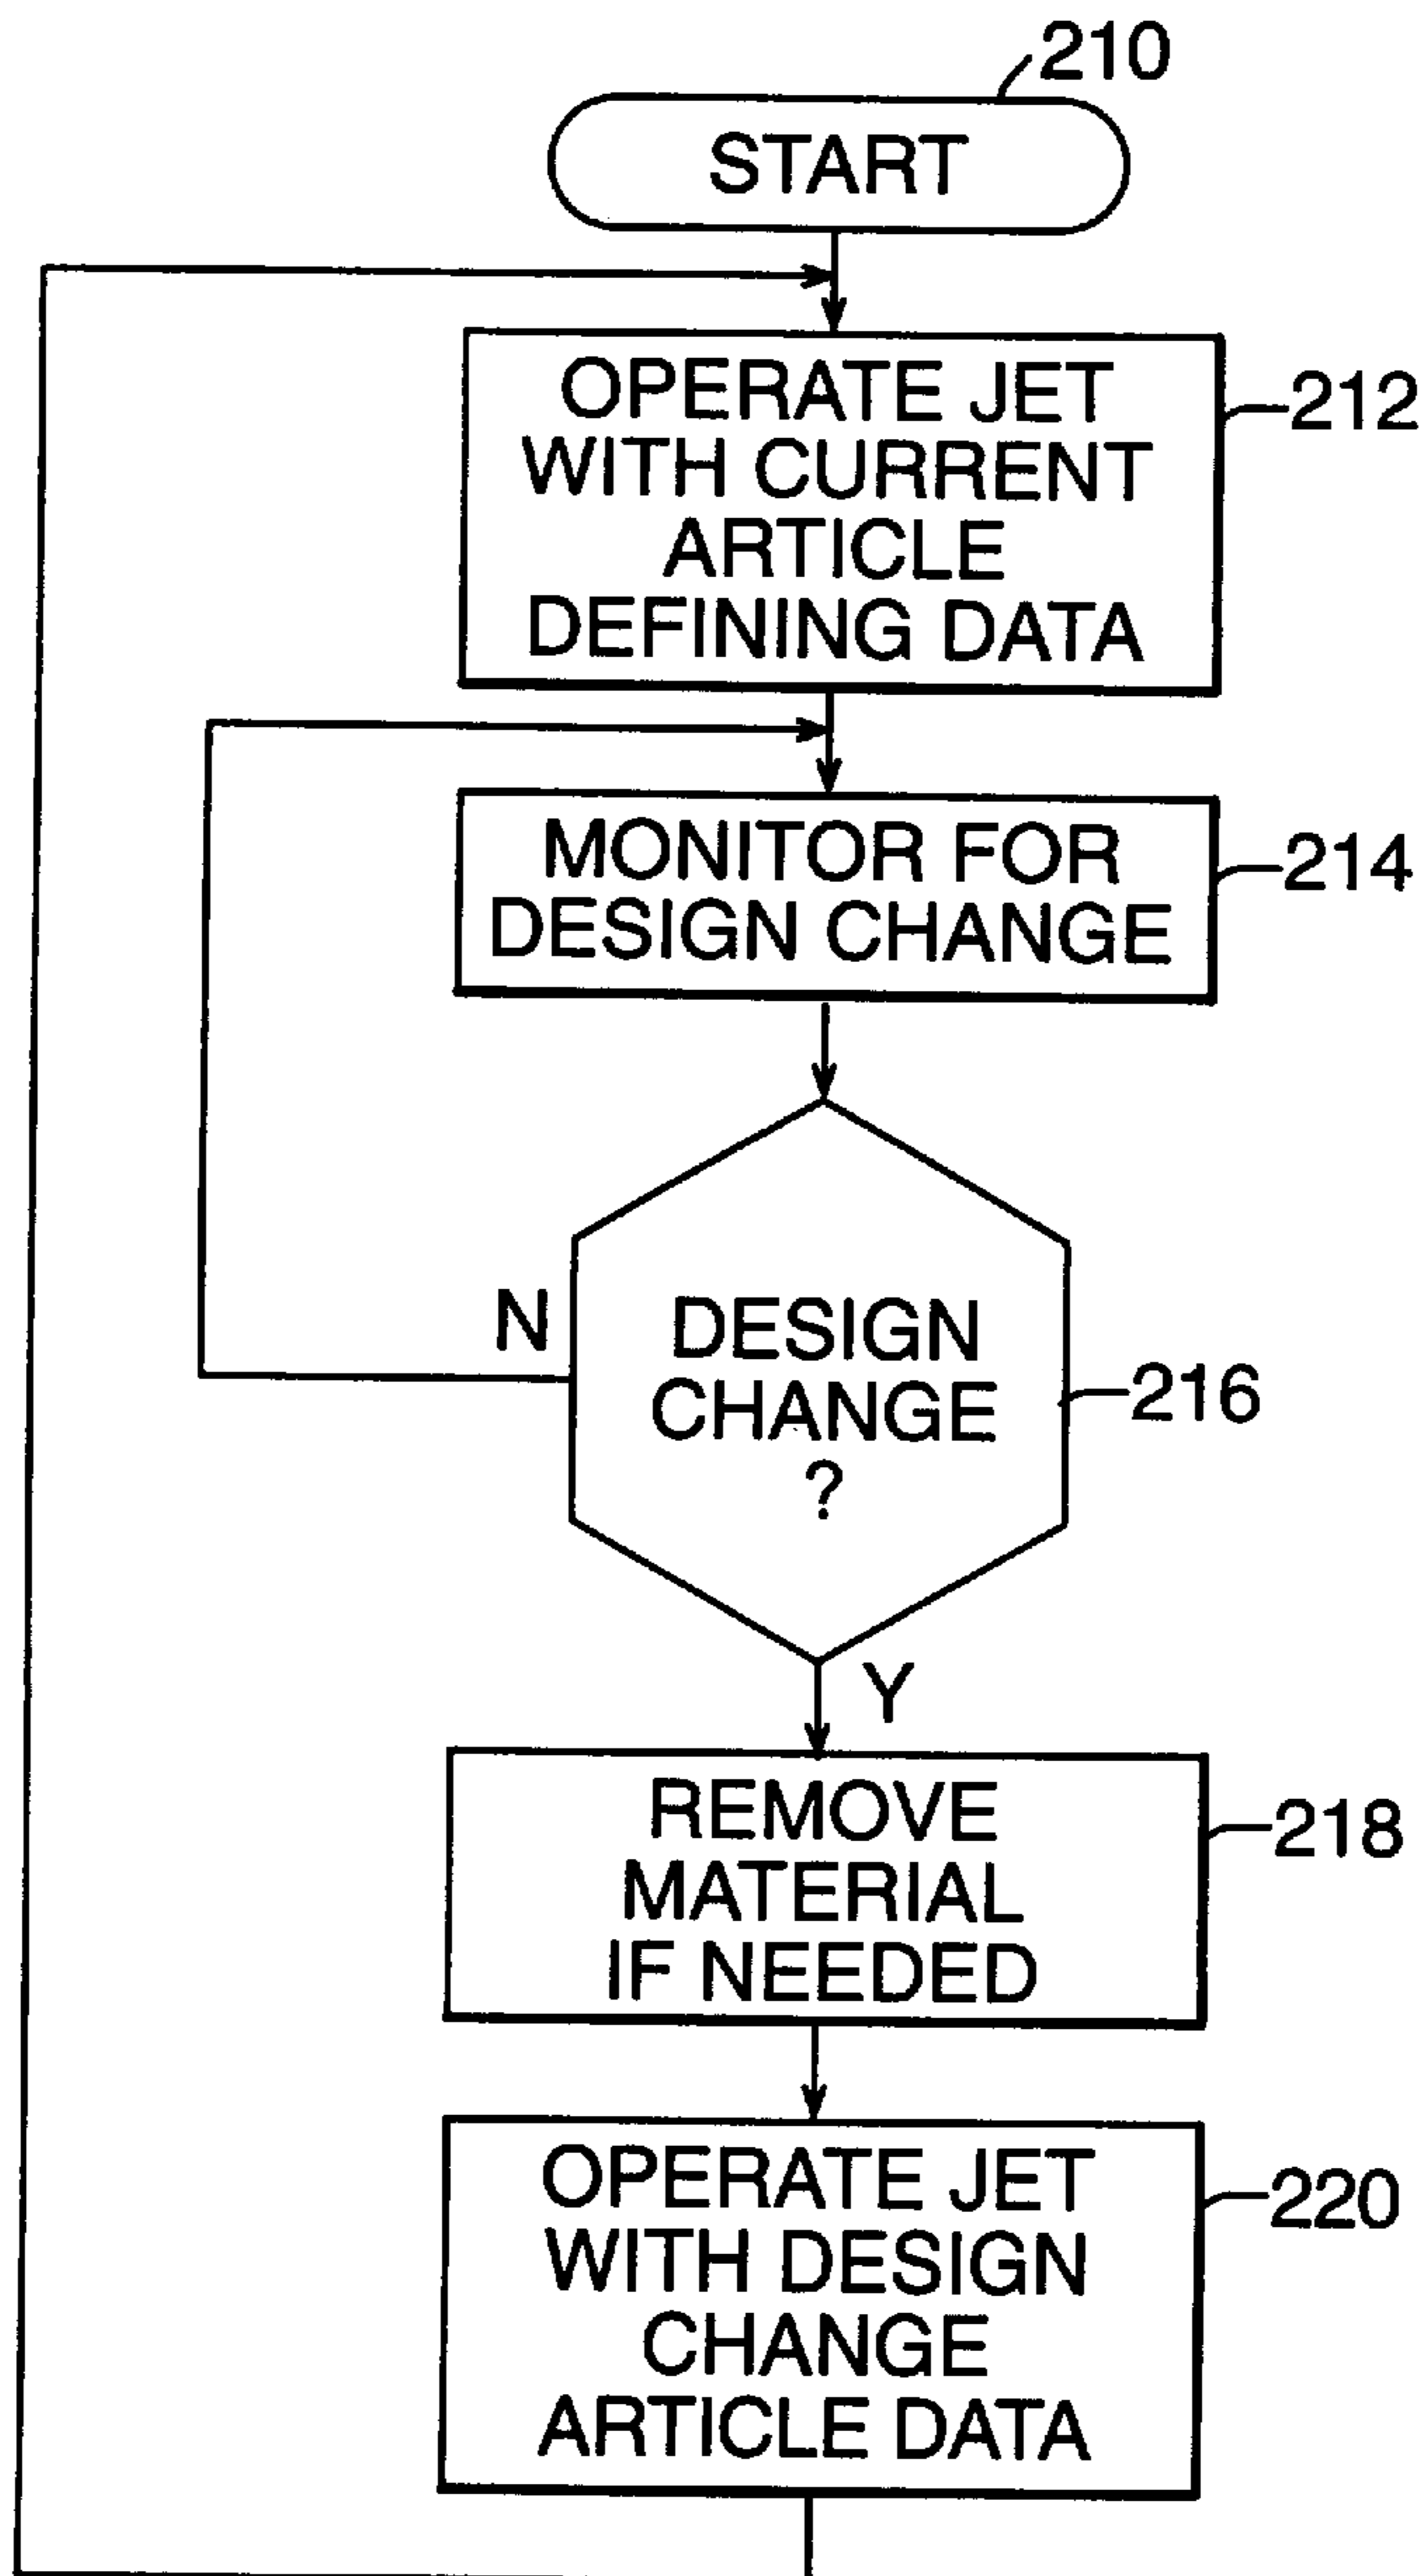 210
START
OPERATE JET
WITH CURRENT
ARTICLE
DEFINING DATA
212
MONITOR FOR
DESIGN CHANGE
214
N
DESIGN
CHANGE
?
216
Y
REMOVE
MATERIAL
IF NEEDED
218
OPERATE JET
WITH DESIGN
CHANGE
ARTICLE DATA
220